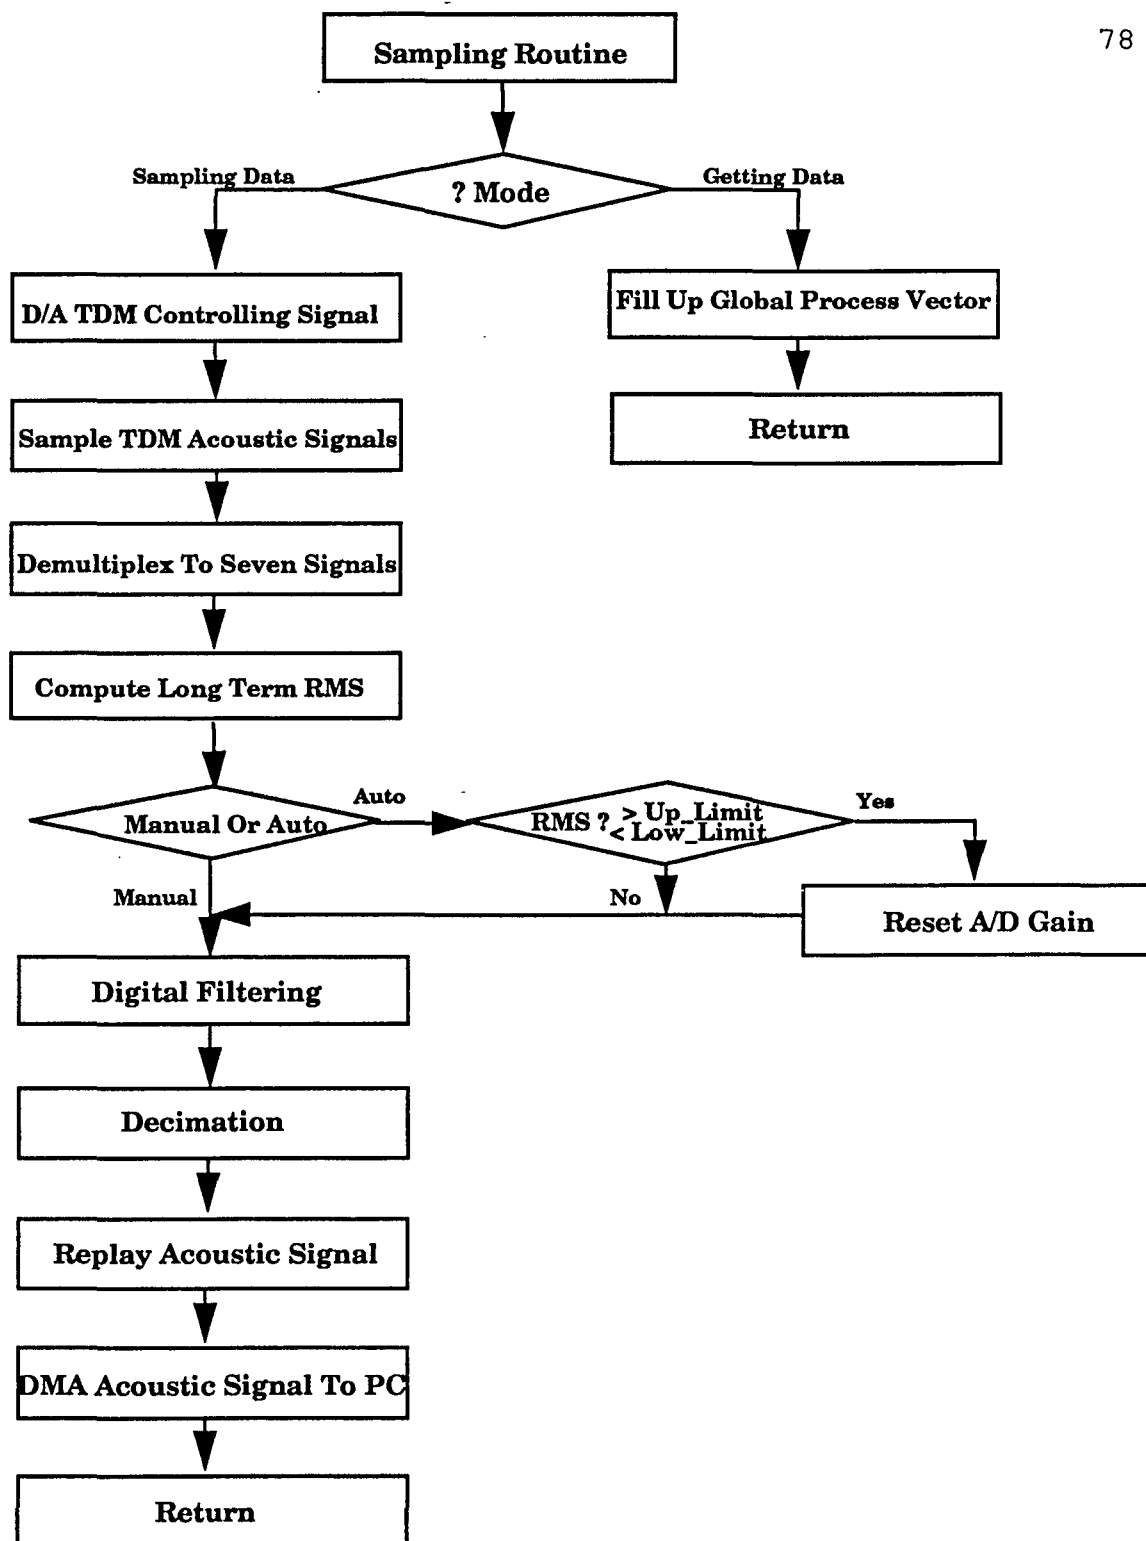 78
Sampling Routine
? Mode
Sampling Data
Getting Data
D/A TDM Controlling Signal
Fill Up Global Process Vector
Sample TDM Acoustic Signals
Return
Demultiplex To Seven Signals
Compute Long Term RMS
Manual Or Auto
Auto
RMS ? > Up_Limit
< Low_Limit
Yes
Manual
No
Reset A/D Gain
Digital Filtering
Decimation
Replay Acoustic Signal
DMA Acoustic Signal To PC
Return